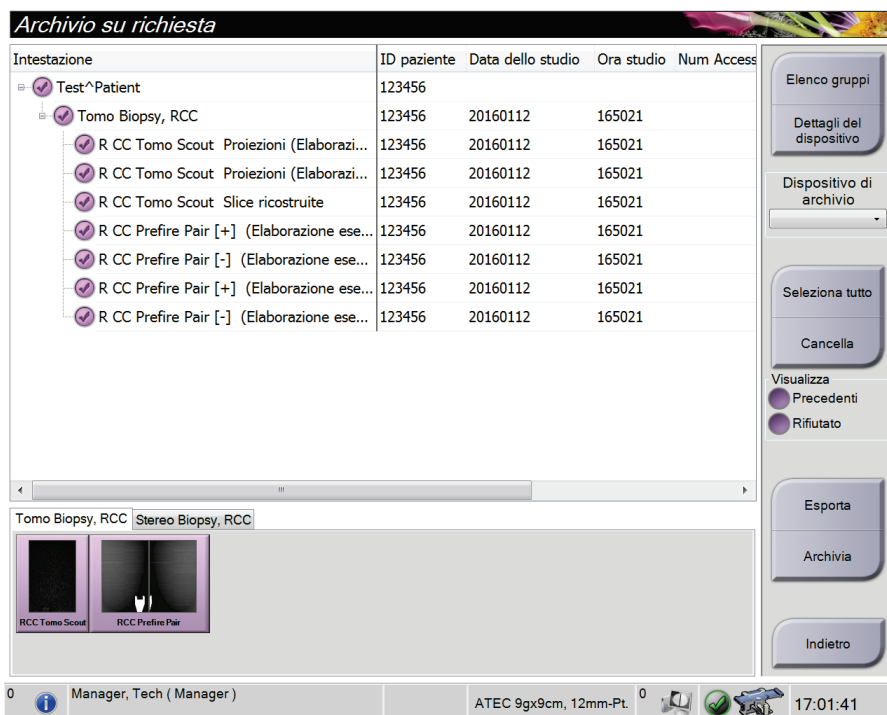 Archivio su richiesta
Intestazione ID paziente Data dello studio Ora studio Num Access
Test^Patient 123456
Tomo Biopsy, RCC 123456 20160112 165021
R CC Tomo Scout Proiezioni (Elaborazi... 123456 20160112 165021
R CC Tomo Scout Proiezioni (Elaborazi... 123456 20160112 165021
R CC Tomo Scout Slice ricostruite 123456 20160112 165021
R CC Prefire Pair [+] (Elaborazione ese... 123456 20160112 165021
R CC Prefire Pair [-] (Elaborazione ese... 123456 20160112 165021
R CC Prefire Pair [+] (Elaborazione ese... 123456 20160112 165021
R CC Prefire Pair [-] (Elaborazione ese... 123456 20160112 165021
Elenco gruppi
Dettagli del
dispositivo
Dispositivo di
archivio
Seleziona tutto
Cancella
Visualizza
Precedenti
Rifiutato
Esporta
Archivia
Indietro
Tomo Biopsy, RCC Stereo Biopsy, RCC
RCC Tomo Scout RCC Prefire Pair
0 Manager, Tech ( Manager ) ATEC 9gx9cm, 12mm-Pt. 0 17:01:41